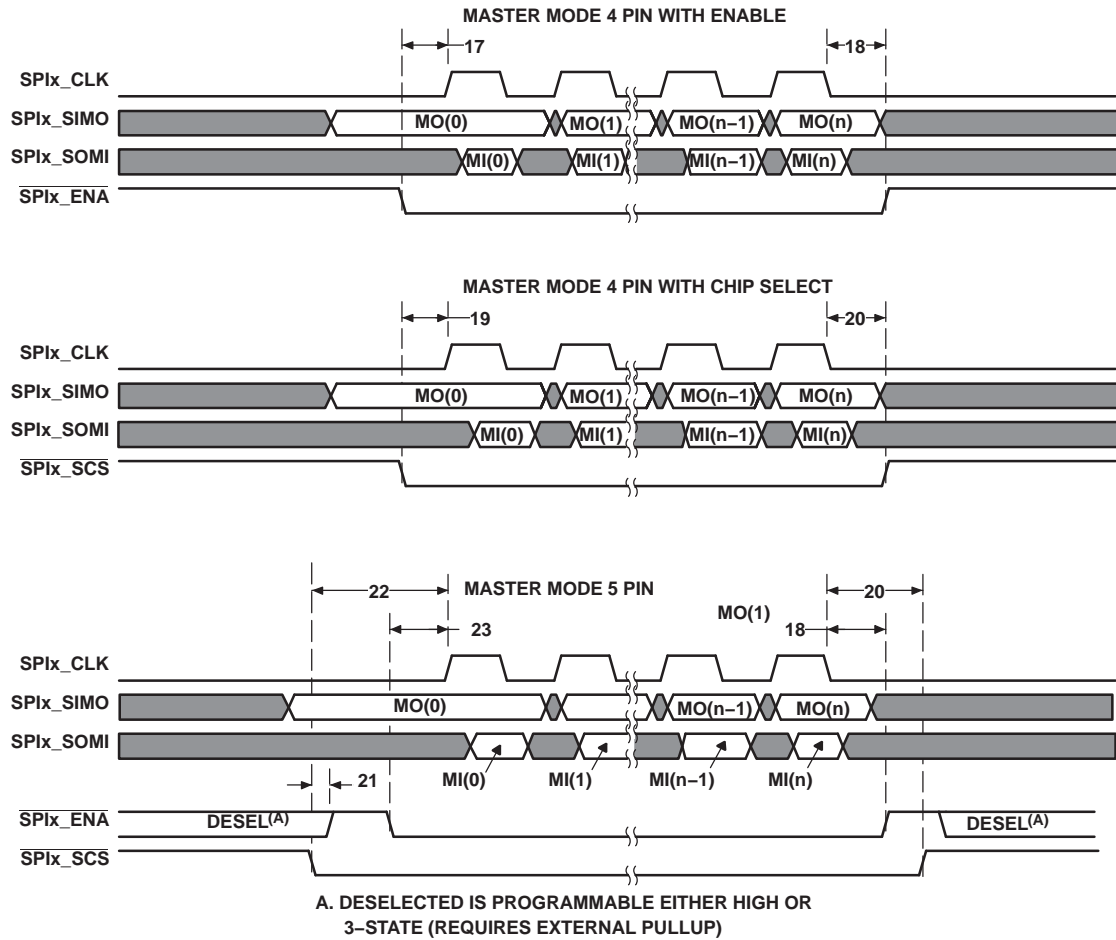 MASTER MODE 4 PIN WITH ENABLE
17
18
SPIx_CLK
SPIx_SIMO
MO(0)
MO(1)
MO(n−1)
MO(n)
SPIx_SOMI
MI(0)
MI(1)
MI(n−1)
MI(n)
SPIx_ENA
MASTER MODE 4 PIN WITH CHIP SELECT
19
20
SPIx_CLK
SPIx_SIMO
MO(0)
MO(1)
MO(n−1)
MO(n)
SPIx_SOMI
MI(0)
MI(1)
MI(n−1)
MI(n)
SPIx_SCS
22
MASTER MODE 5 PIN
20
MO(1)
23
18
SPIx_CLK
SPIx_SIMO
MO(0)
MO(n−1)
MO(n)
SPIx_SOMI
MI(0)
MI(1)
MI(n−1)
MI(n)
21
SPIx_ENA
DESEL(A)
DESEL(A)
SPIx_SCS
A. DESELECTED IS PROGRAMMABLE EITHER HIGH OR
3−STATE (REQUIRES EXTERNAL PULLUP)